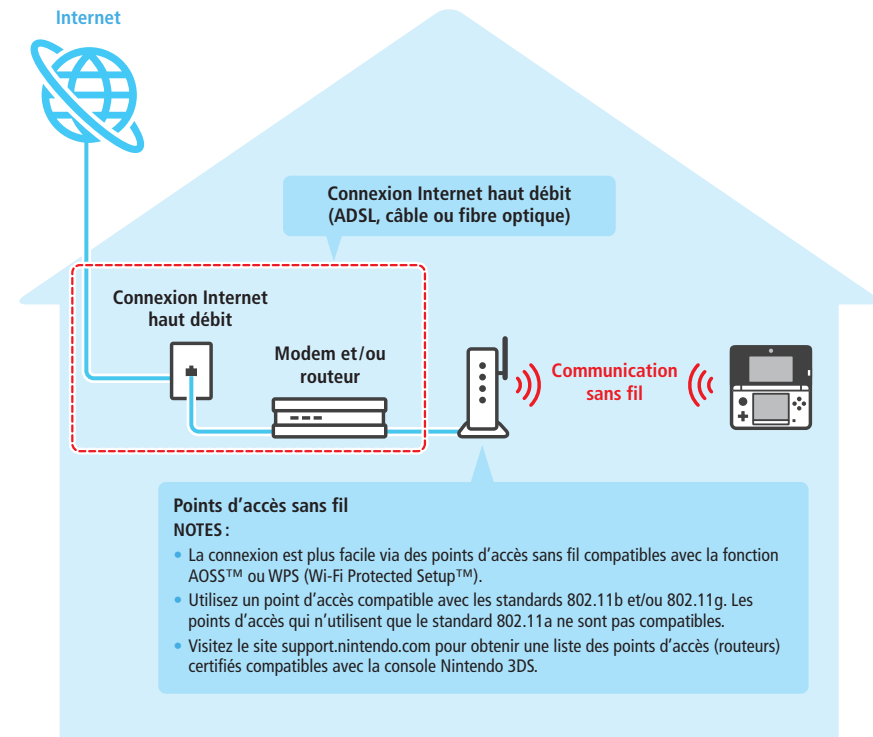 Internet
Connexion Internet haut débit
(ADSL, câble ou fibre optique)
Connexion Internet
haut débit
Modem et/ou
routeur
Communication
sans fil
Points d’accès sans fil
NOTES :
• La connexion est plus facile via des points d’accès sans fil compatibles avec la fonction
AOSS™ ou WPS (Wi-Fi Protected Setup™).
• Utilisez un point d’accès compatible avec les standards 802.11b et/ou 802.11g. Les
points d’accès qui n’utilisent que le standard 802.11a ne sont pas compatibles.
• Visitez le site support.nintendo.com pour obtenir une liste des points d’accès (routeurs)
certifiés compatibles avec la console Nintendo 3DS.